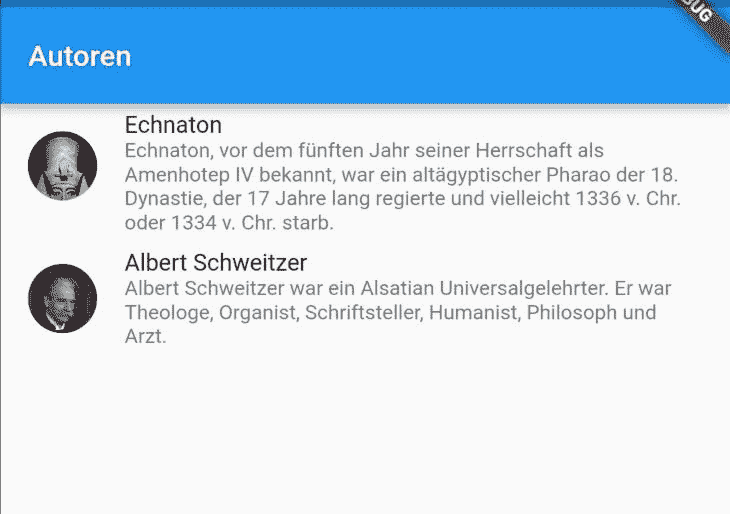 Autoren
Echnaton
Echnaton, vor dem fünften Jahr seiner Herrschaft als
Amenhotep IV bekannt, war ein altägyptischer Pharao der 18.
Dynastie, der 17 Jahre lang regierte und vielleicht 1336 v. Chr.
oder 1334 v. Chr. starb.
Albert Schweitzer
Albert Schweitzer war ein Alsatian Universalgelehrter. Er war
Theologe, Organist, Schriftsteller, Humanist, Philosoph und
Arzt.